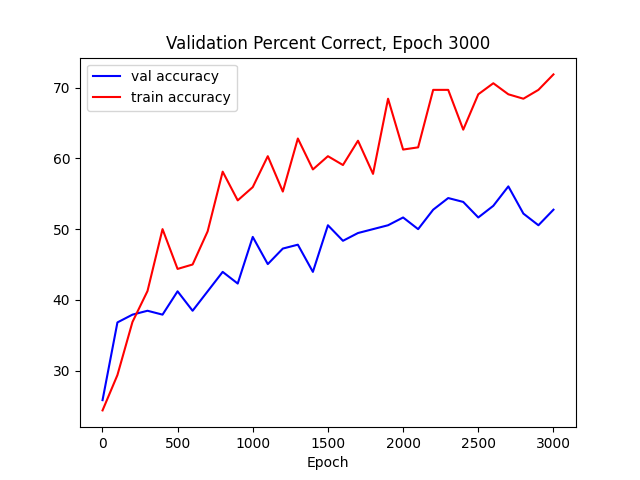 Validation Percent Correct, Epoch 3000
val accuracy
train accuracy
70
60
50
40
30
0 500 1000 1500 2000 2500 3000
Epoch